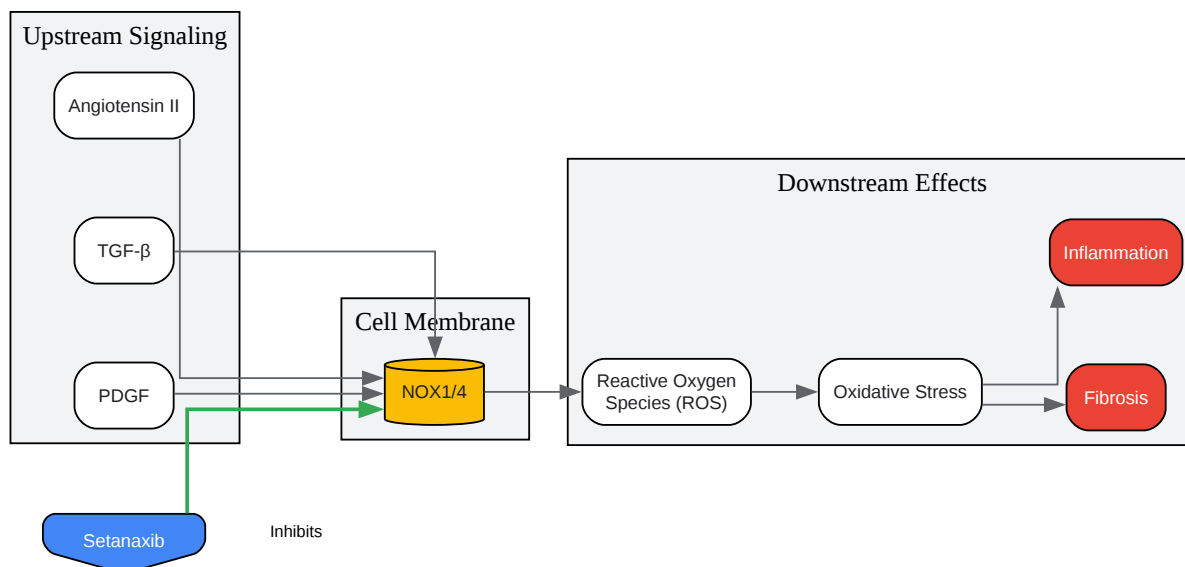 Upstream Signaling
Angiotensin II
TGF-β
PDGF
Cell Membrane
NOX1/4
Downstream Effects
Reactive Oxygen
Species (ROS)
Oxidative Stress
Inflammation
Fibrosis
Setanaxib
Inhibits